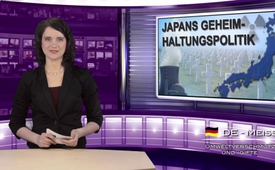 JAPANS GEHEIM-
HALTUNGSPOLITIK
DE - MEISS
UMWELTVERSCHMUTZ
UND GIFTE